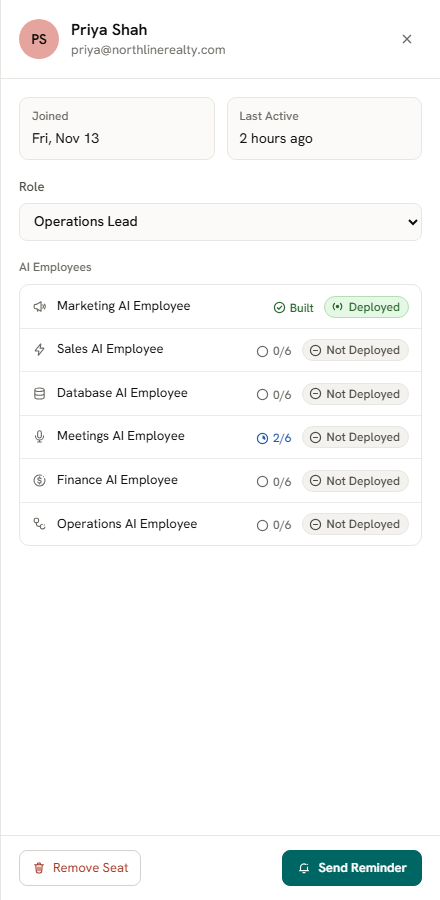 PS
Priya Shah
priya@northlinerealty.com
Joined
Fri, Nov 13
Last Active
2 hours ago
Role
Operations Lead
AI Employees
Marketing AI Employee Built Deployed
Sales AI Employee 0/6 Not Deployed
Database AI Employee 0/6 Not Deployed
Meetings AI Employee 2/6 Not Deployed
Finance AI Employee 0/6 Not Deployed
Operations AI Employee 0/6 Not Deployed
Remove Seat Send Reminder